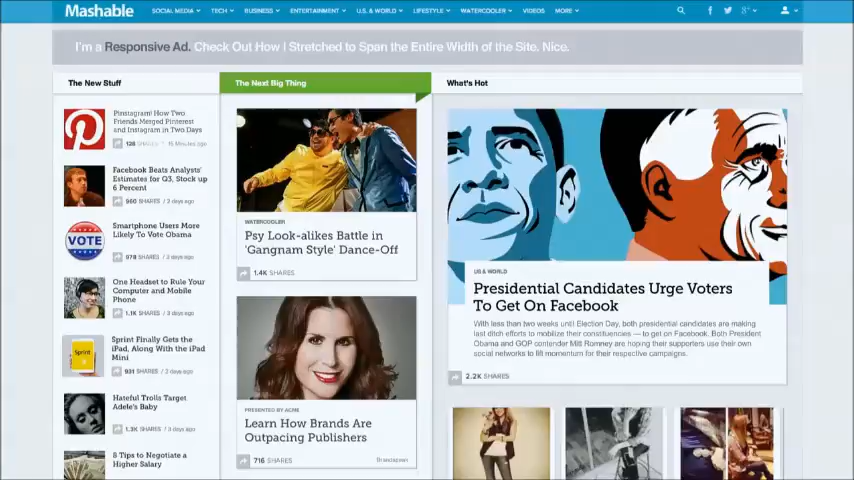 Mashable
SOCIAL MEDIA
TECH
BUSINESS
ENTERTAINMENT
U.S. & WORLD
LIFESTYLE
WATERCOOLER
VIDEOS
MORE
I'm a Responsive Ad. Check Out How I Stretched to Span the Entire Width of the Site. Nice.
The New Stuff
Pinstagram! How Two
Friends Merged Pinterest
and Instagram in Two Days
128 SHARES / 15 Minutes ago
Facebook Beats Analysts'
Estimates for Q3, Stock up
6 Percent
960 SHARES / 2 days ago
VOTE
Smartphone Users More
Likely To Vote Obama
978 SHARES / 2 days ago
One Headset to Rule Your
Computer and Mobile
Phone
1.1K SHARES / 3 days ago
Sprint
Sprint Finally Gets the
iPad, Along With the iPad
Mini
931 SHARES / 2 days ago
Hateful Trolls Target
Adele's Baby
1.3K SHARES / 3 days ago
5 Tips to Negotiate a
Higher Salary
The Next Big Thing
WATERCOOLER
Psy Look-alikes Battle in
'Gangnam Style' Dance-Off
1.4K SHARES
PRESENTED BY ACME
Learn How Brands Are
Outpacing Publishers
716 SHARES
What's Hot
US & WORLD
Presidential Candidates Urge Voters
To Get On Facebook
With less than two weeks until Election Day, both presidential candidates are making
last ditch efforts to mobilize their constituencies — to get on Facebook. Both President
Obama and GOP contender Mitt Romney are hoping their supporters use their own
social networks to lift momentum for their respective campaigns.
2.2K SHARES